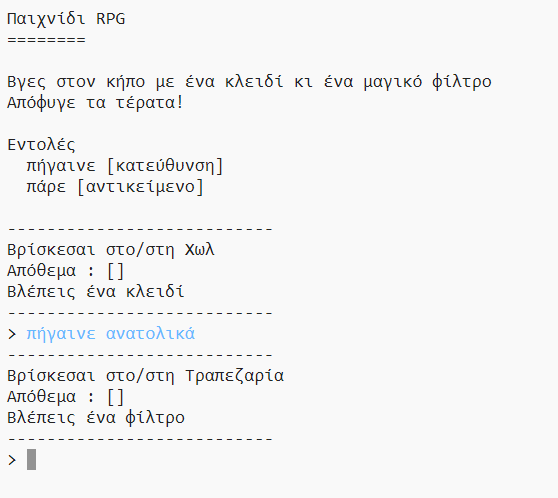 Παιχνίδι RPG
========
Βγες στον κήπο με ένα κλειδί κι ένα μαγικό φίλτρο
Απόφυγε τα τέρατα!
Εντολές
  πήγαινε [κατεύθυνση]
  πάρε [αντικείμενο]
---------------------------
Βρίσκεσαι στο/στη Χωλ
Απόθεμα : []
Βλέπεις ένα κλειδί
---------------------------
> πήγαινε ανατολικά
---------------------------
Βρίσκεσαι στο/στη Τραπεζαρία
Απόθεμα : []
Βλέπεις ένα φίλτρο
---------------------------
>